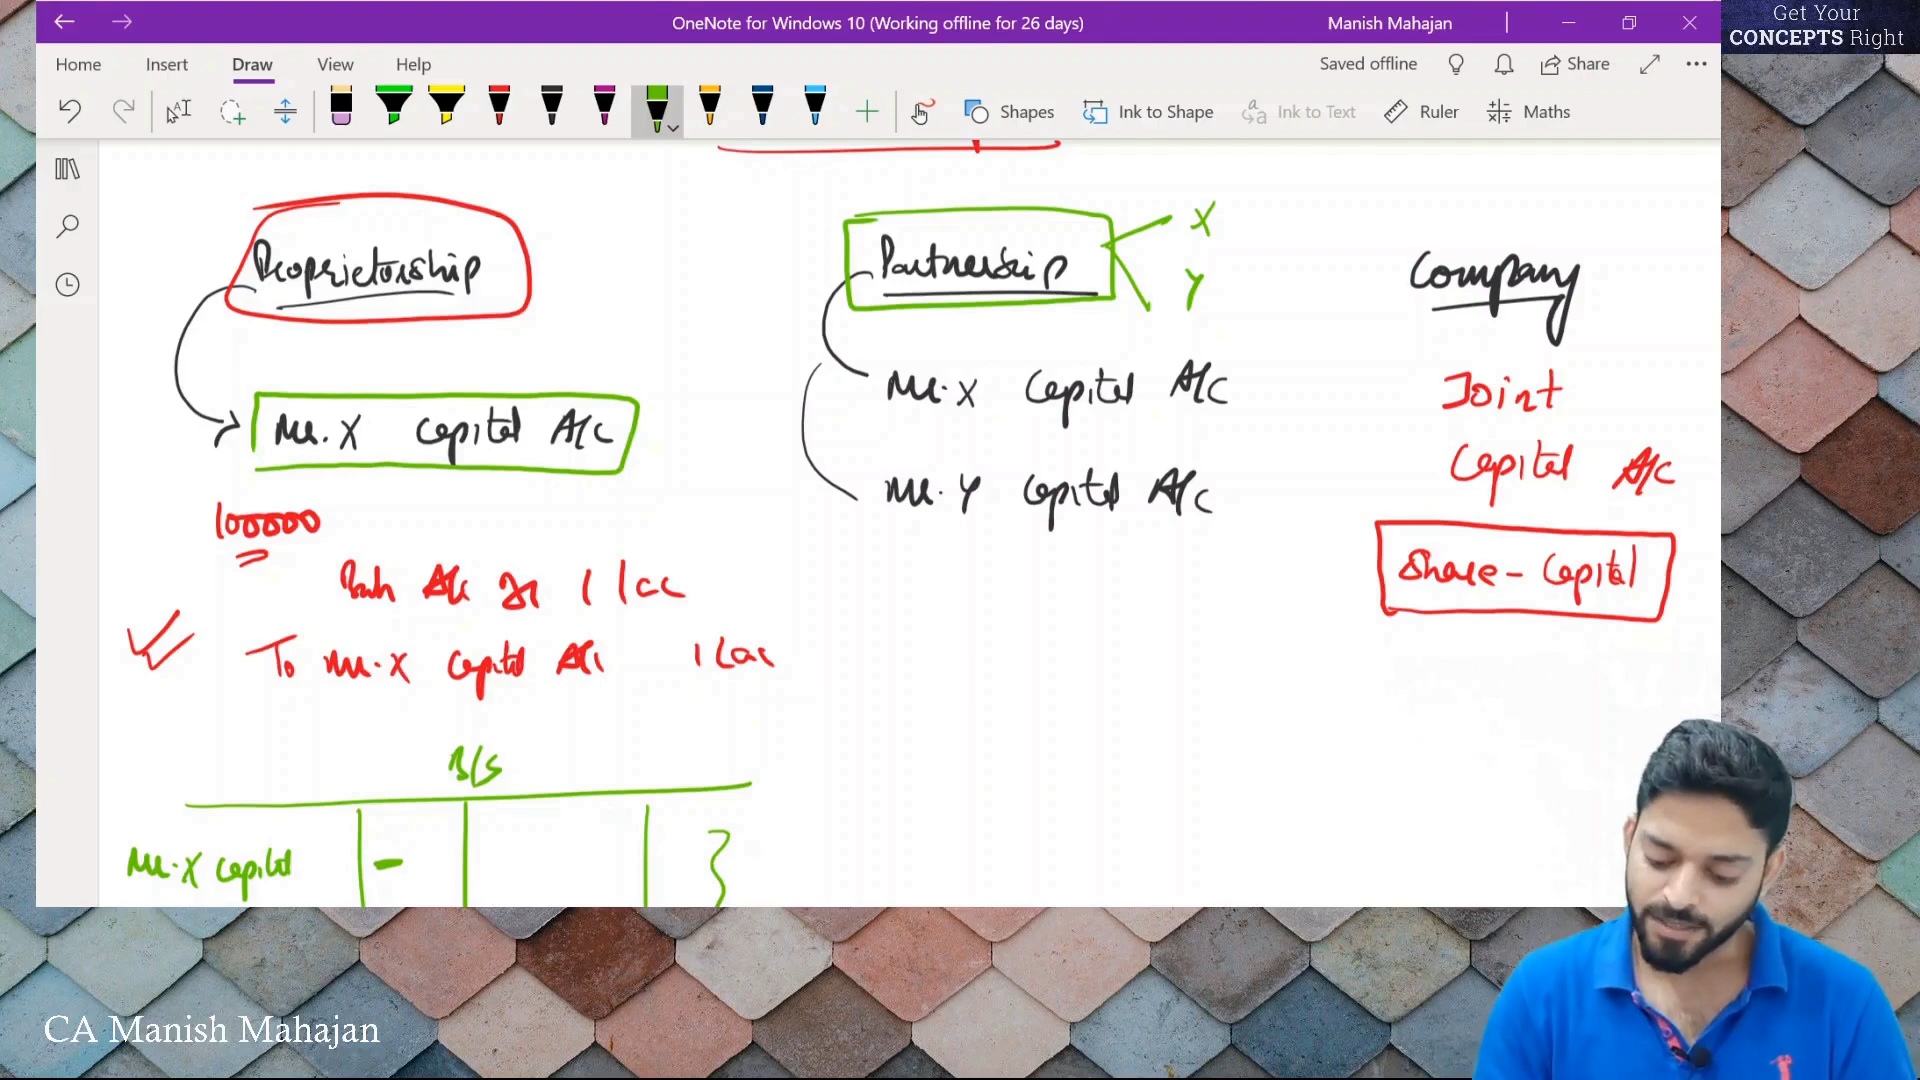 Get Your
CONCEPTS Right
OneNote for Windows 10 (Working offline for 26 days)
Manish Mahajan
Home Insert Draw View Help
Saved offline Share
Shapes Ink to Shape Ink to Text Ruler Maths
Proprietorship
Partnership
X
Y
Company
Mr. X Capital A/c
Mr. X Capital A/c
Joint
Capital A/c
Mr. Y Capital A/c
100000
Share - Capital
Bank A/c Dr 1 Lac
To Mr. X Capital A/c 1 Lac
B/S
Mr. X Capital -
CA Manish Mahajan